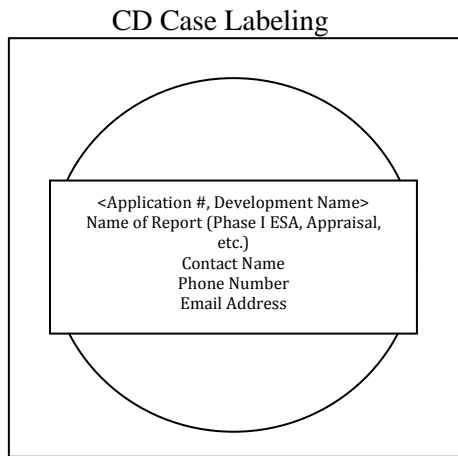 CD Case Labeling
<Application #, Development Name>
Name of Report (Phase I ESA, Appraisal,
etc.)
Contact Name
Phone Number
Email Address